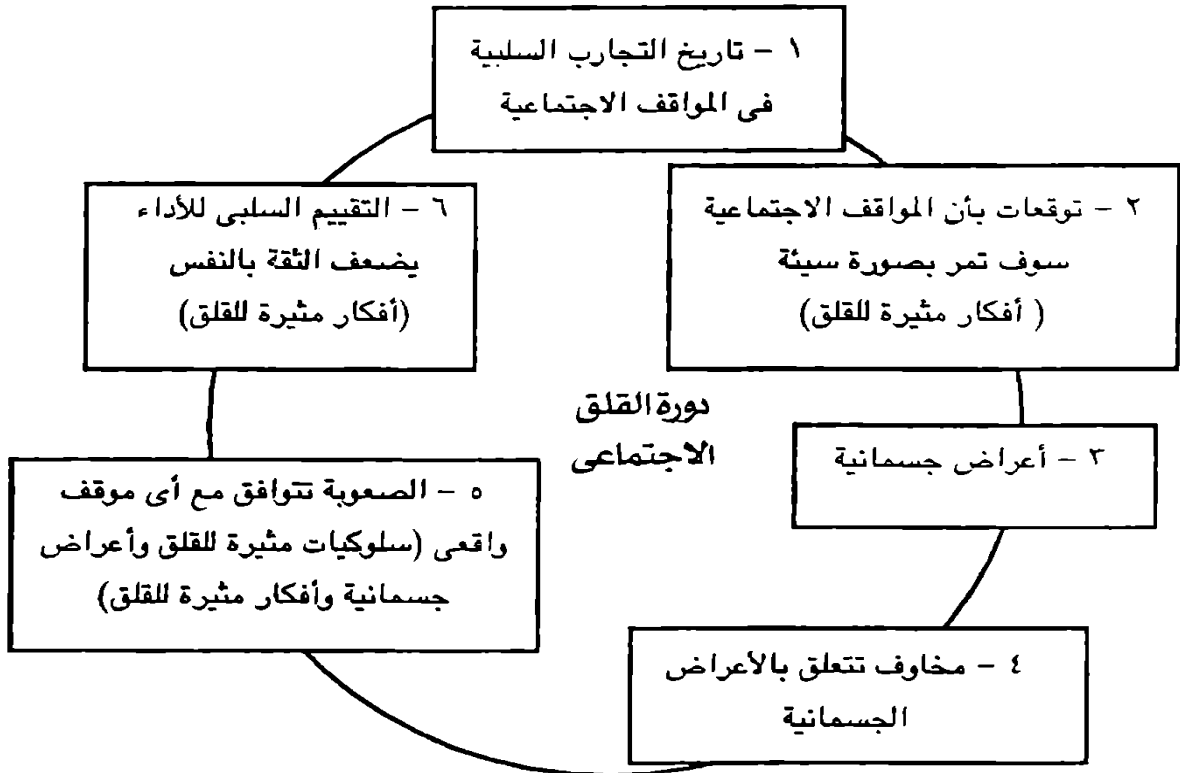 ١ - تاريخ التجارب السلبية
فى المواقف الاجتماعية
٢ - توقعات بأن المواقف الاجتماعية
سوف تمر بصورة سيئة
( أفكار مثيرة للقلق)
٣ - أعراض جسمانية
٤ - مخاوف تتعلق بالأعراض
الجسمانية
٥ - الصعوبة تتوافق مع أى موقف
واقعى (سلوكيات مثيرة للقلق وأعراض
جسمانية وأفكار مثيرة للقلق)
٦ - التقييم السلبى للأداء
يضعف الثقة بالنفس
(أفكار مثيرة للقلق)
دورة القلق
الاجتماعى